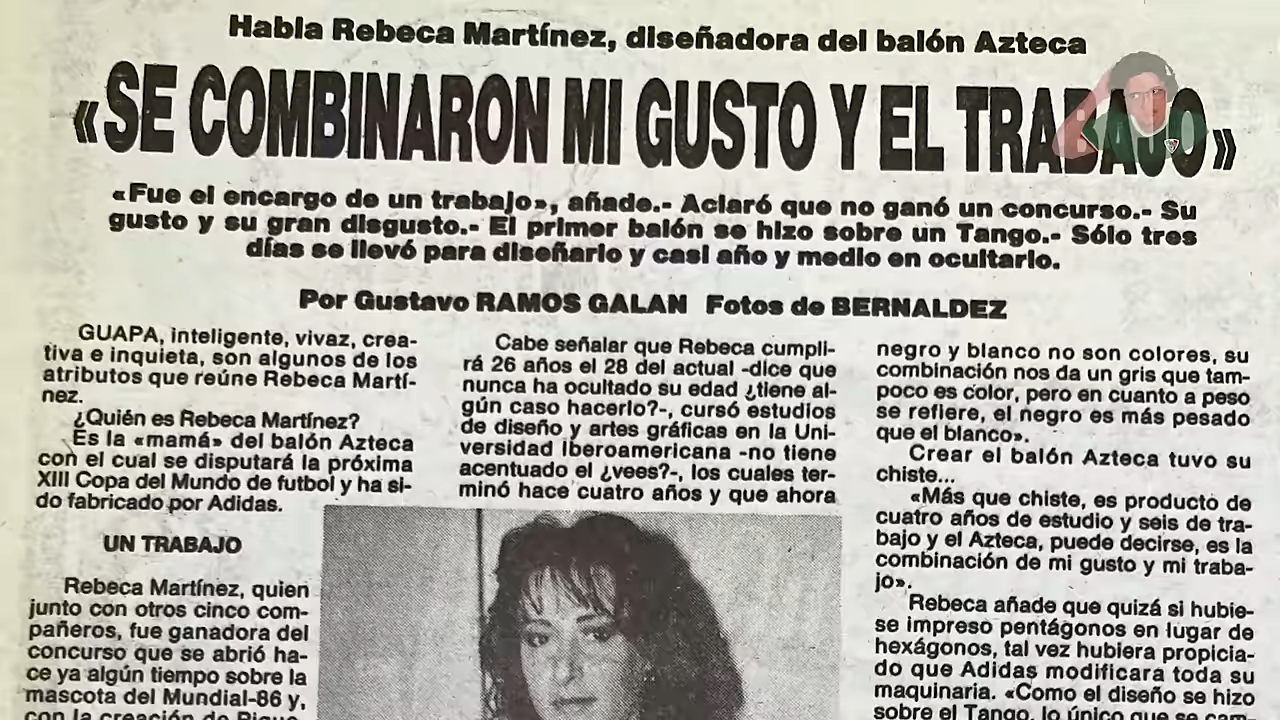 Habla Rebeca Martínez, diseñadora del balón Azteca
«SE COMBINARON MI GUSTO Y EL TRABAJO»
«Fue el encargo de un trabajo», añade.- Aclaró que no ganó un concurso.- Su
gusto y su gran disgusto.- El primer balón se hizo sobre un Tango.- Sólo tres
días se llevó para diseñarlo y casi año y medio en ocultarlo.
Por Gustavo RAMOS GALAN Fotos de BERNALDEZ
GUAPA, inteligente, vivaz, crea-
tiva e inquieta, son algunos de los
atributos que reúne Rebeca Martí-
nez.
¿Quién es Rebeca Martínez?
Es la «mamá» del balón Azteca
con el cual se disputará la próxima
XIII Copa del Mundo de futbol y ha si-
do fabricado por Adidas.
UN TRABAJO
Rebeca Martínez, quien
junto con otros cinco com-
pañeros, fue ganadora del
concurso que se abrió ha-
ce ya algún tiempo sobre la
mascota del Mundial-86 y,
con la creación de Pique
Cabe señalar que Rebeca cumpli-
rá 26 años el 28 del actual -dice que
nunca ha ocultado su edad ¿tiene al-
gún caso hacerlo?-, cursó estudios
de diseño y artes gráficas en la Uni-
versidad Iberoamericana -no tiene
acentuado el ¿vees?-, los cuales ter-
minó hace cuatro años y que ahora
negro y blanco no son colores, su
combinación nos da un gris que tam-
poco es color, pero en cuanto a peso
se refiere, el negro es más pesado
que el blanco».
Crear el balón Azteca tuvo su
chiste...
«Más que chiste, es producto de
cuatro años de estudio y seis de tra-
bajo y el Azteca, puede decirse, es la
combinación de mi gusto y mi traba-
jo».
Rebeca añade que quizá si hubie-
se impreso pentágonos en lugar de
hexágonos, tal vez hubiera propicia-
do que Adidas modificara toda su
maquinaria. «Como el diseño se hizo
sobre el Tango, lo único que se cam-